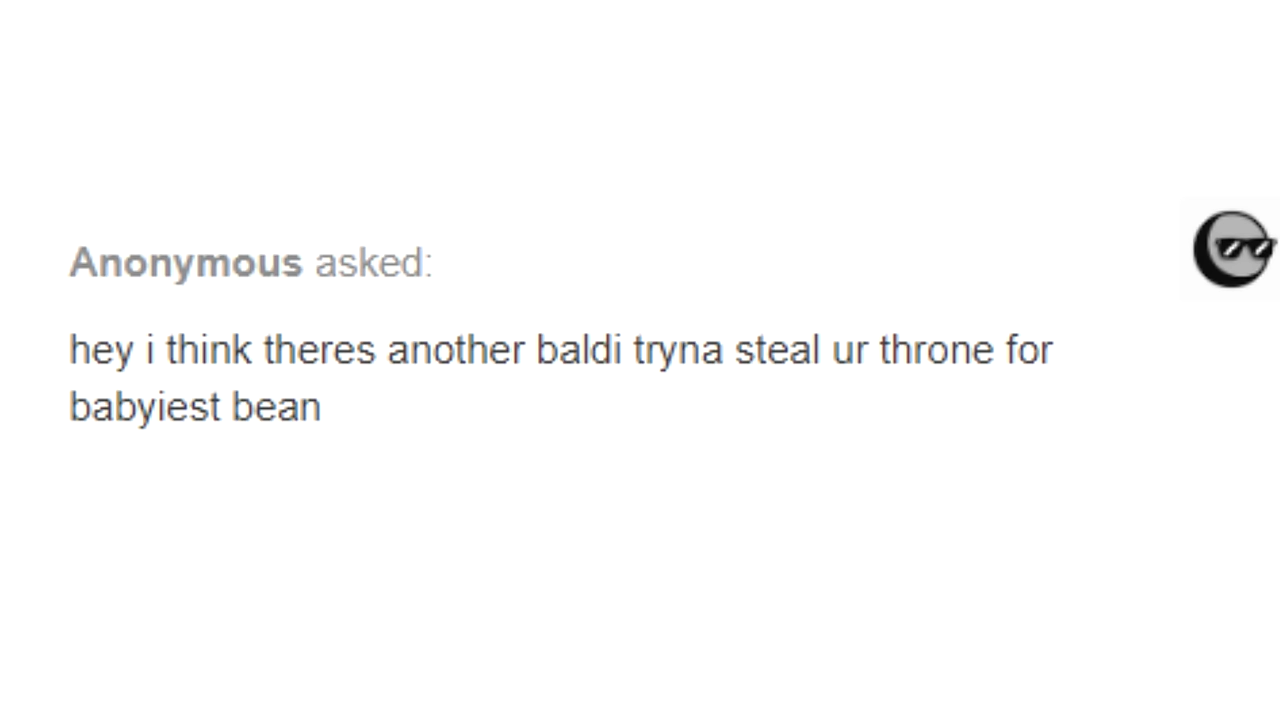 Anonymous asked:
hey i think theres another baldi tryna steal ur throne for
babyiest bean